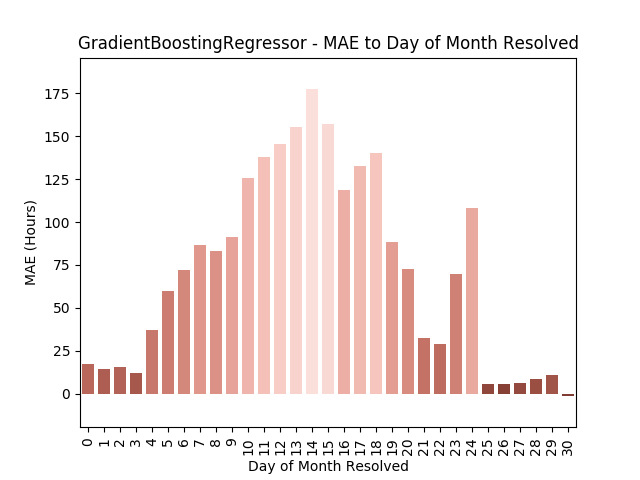 GradientBoostingRegressor - MAE to Day of Month Resolved
175
150
125
100
75
50
25
0
MAE (Hours)
0 1 2 3 4 5 6 7 8 9 10 11 12 13 14 15 16 17 18 19 20 21 22 23 24 25 26 27 28 29 30
Day of Month Resolved